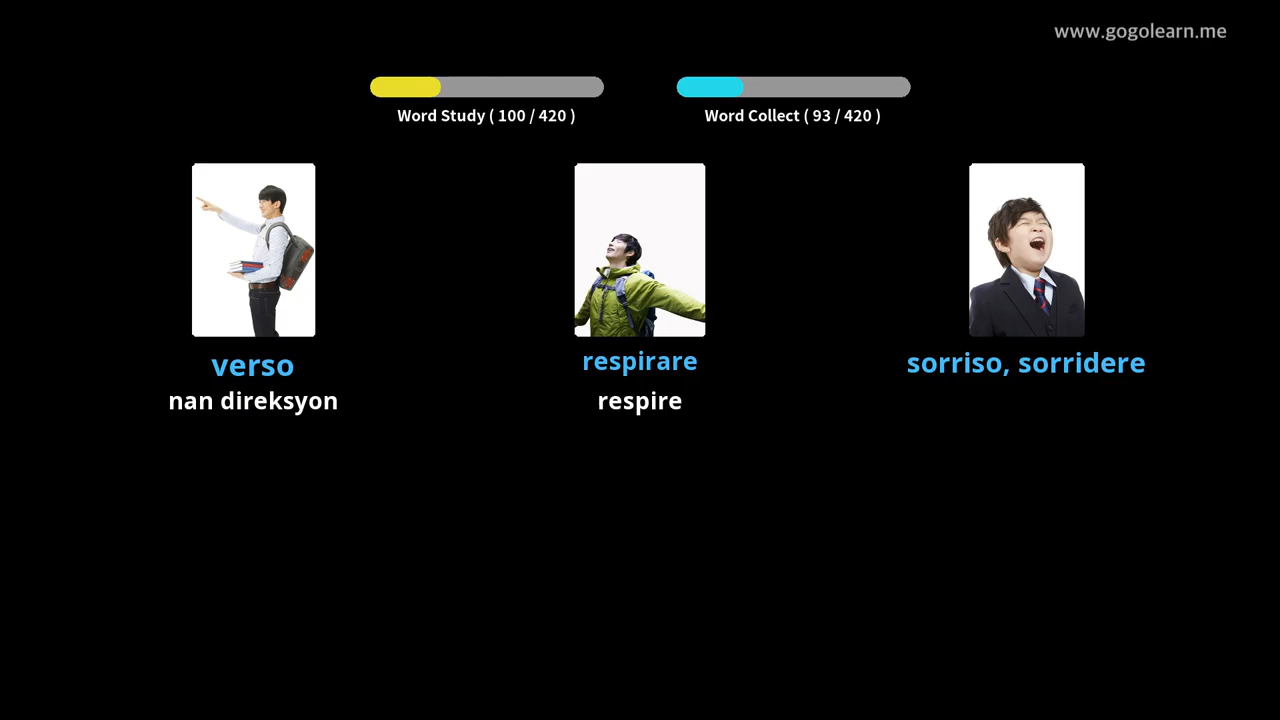 www.gogolearn.me
Word Study ( 100 / 420 )
Word Collect ( 93 / 420 )
verso
nan direksyon
respirare
respire
sorriso, sorridere